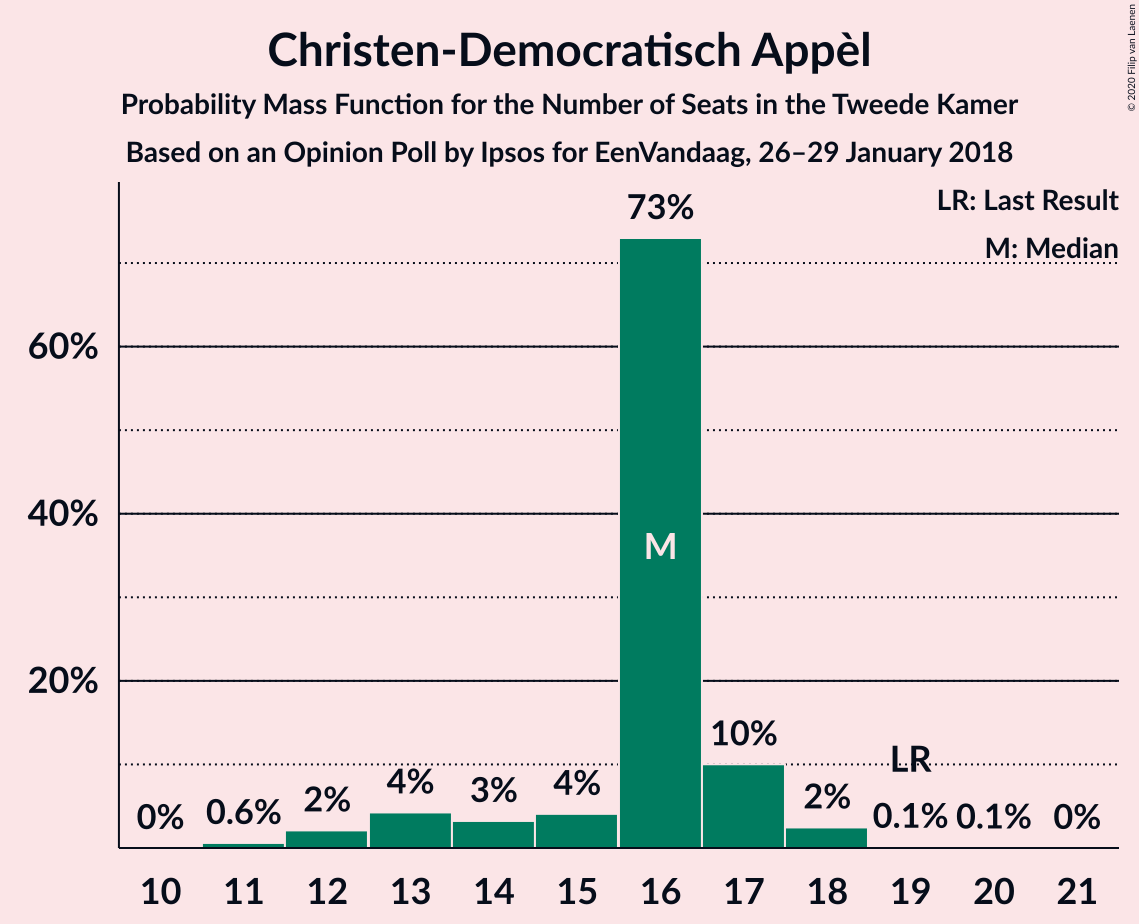 Christen-Democratisch Appèl
Probability Mass Function for the Number of Seats in the Tweede Kamer
Based on an Opinion Poll by Ipsos for EenVandaag, 26–29 January 2018
© 2020 Filip van Laenen
LR: Last Result
M: Median
73%
60%
40%
M
20%
10%
LR
0%
0.6%
2%
4%
3%
4%
2%
0.1%
0.1%
0%
10 11 12 13 14 15 16 17 18 19 20 21